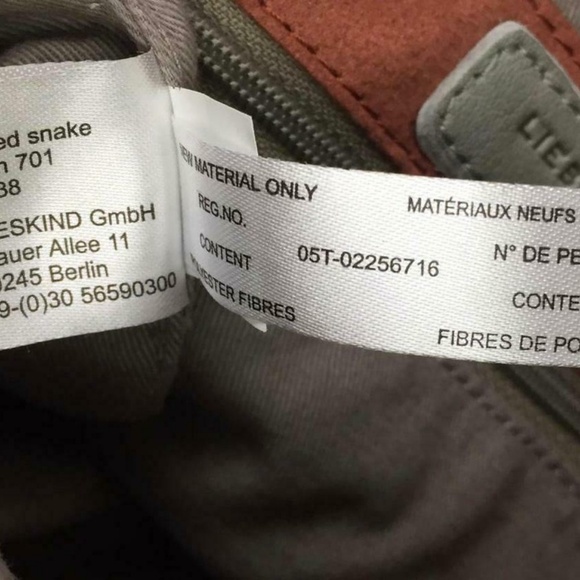 ed snake
n 701
38
ESKIND GmbH
auer Allee 11
0245 Berlin
9-(0)30 56590300
NEW MATERIAL ONLY
REG.NO.
CONTENT 05T-02256716
POLYESTER FIBRES
MATÉRIAUX NEUFS
N° DE PE
CONTE
FIBRES DE PO
LIEB